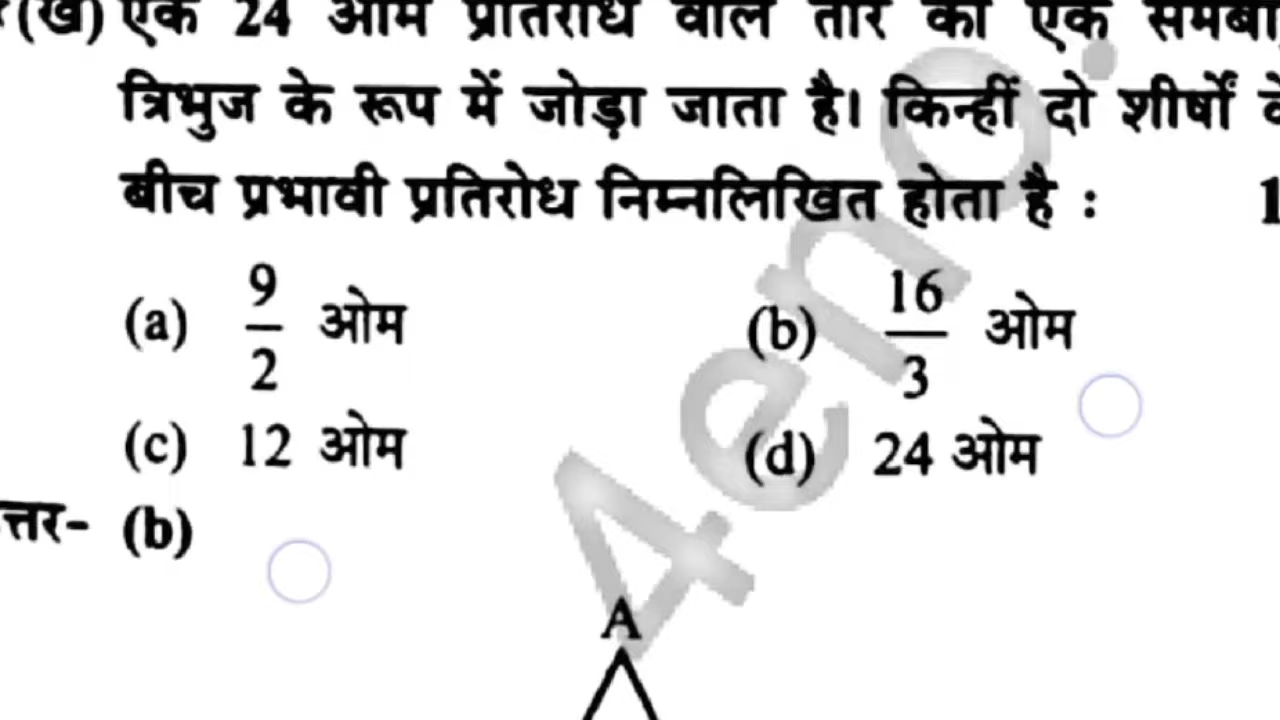 (ख) एक 24 ओम प्रतिरोध वाले तार को एक
त्रिभुज के रूप में जोड़ा जाता है। किन्हीं दो शीर्षों
बीच प्रभावी प्रतिरोध निम्नलिखित होता है : 1
(a) 9/2 ओम (b) 16/3 ओम
(c) 12 ओम (d) 24 ओम
त्तर- (b)
A
4eno.